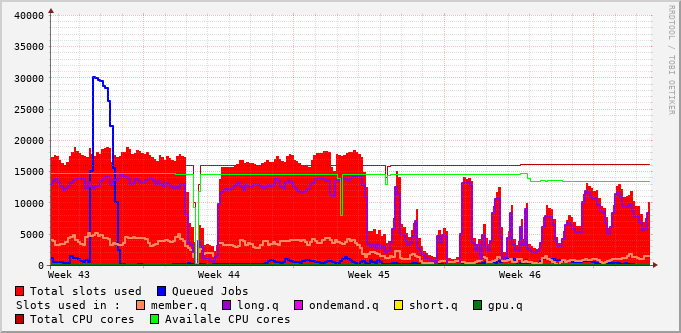 RRDTOOL / TOBI OETIKER
40000
35000
30000
25000
20000
15000
10000
5000
0
Week 43 Week 44 Week 45 Week 46
Total slots used Queued Jobs
Slots used in : member.q long.q ondemand.q short.q gpu.q
Total CPU cores Availale CPU cores